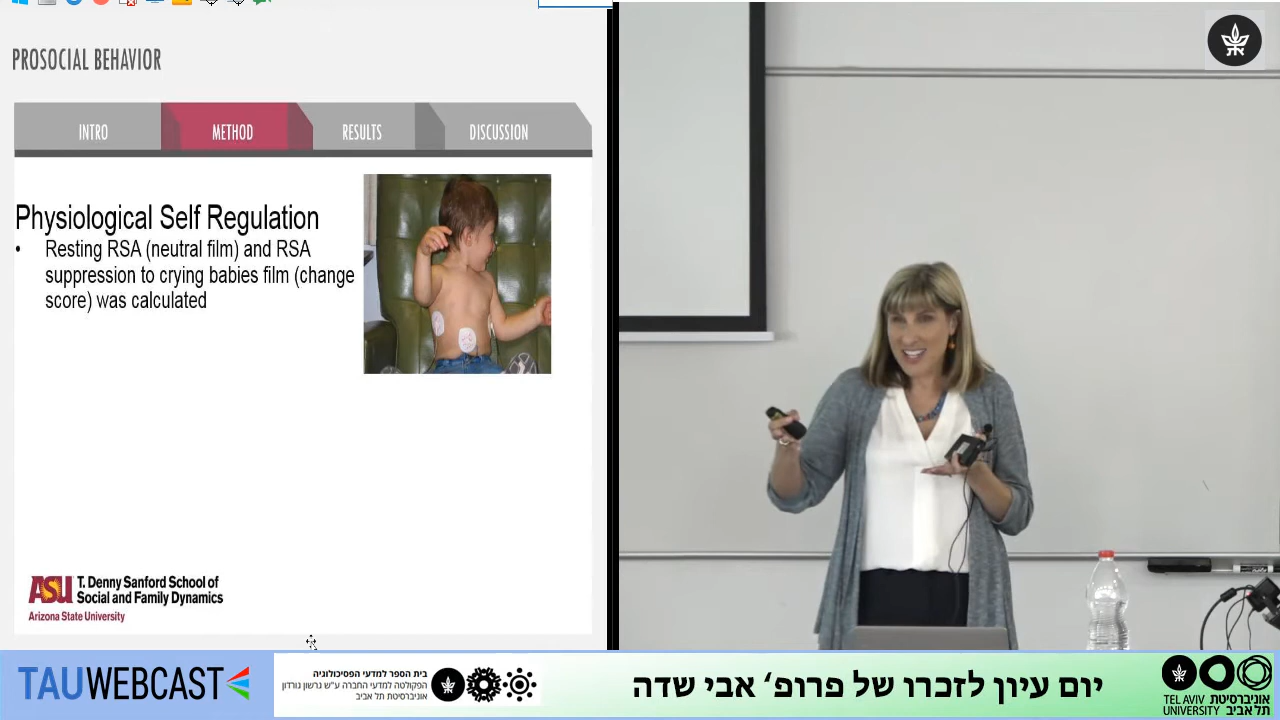 PROSOCIAL BEHAVIOR
INTRO
METHOD
RESULTS
DISCUSSION
Physiological Self Regulation
• Resting RSA (neutral film) and RSA
suppression to crying babies film (change
score) was calculated
ASU T. Denny Sanford School of
Social and Family Dynamics
Arizona State University
TAUWEBCAST
בית הספר למדעי הפסיכולוגיה
הפקולטה למדעי החברה ע"ש גרשון גורדון
אוניברסיטת תל אביב
יום עיון לזכרו של פרופ' אבי שדה
TEL AVIV אוניברסיטת
UNIVERSITY תל אביב